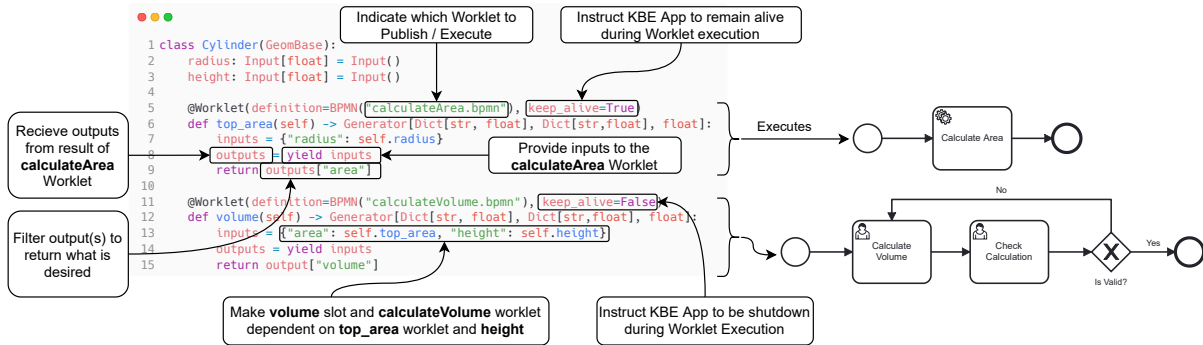 Indicate which Worklet to
Publish / Execute
Instruct KBE App to remain alive
during Worklet execution
1 class Cylinder(GeomBase):
2 radius: Input[float] = Input()
3 height: Input[float] = Input()
4
5 @Worklet(definition=BPMN("calculateArea.bpmn"), keep_alive=True)
6 def top_area(self) -> Generator[Dict[str, float], Dict[str,float], float]:
7 inputs = {"radius": self.radius}
8 outputs = yield inputs
9 return outputs["area"]
10
11 @Worklet(definition=BPMN("calculateVolume.bpmn"), keep_alive=False)
12 def volume(self) -> Generator[Dict[str, float], Dict[str,float], float]:
13 inputs = {"area": self.top_area, "height": self.height}
14 outputs = yield inputs
15 return output["volume"]
Recieve outputs
from result of
calculateArea
Worklet
Provide inputs to the
calculateArea Worklet
Filter output(s) to
return what is
desired
Make volume slot and calculateVolume worklet
dependent on top_area worklet and height
Instruct KBE App to be shutdown
during Worklet Execution
Executes
Calculate Area
No
Calculate
Volume
Check
Calculation
X
Yes
Is Valid?